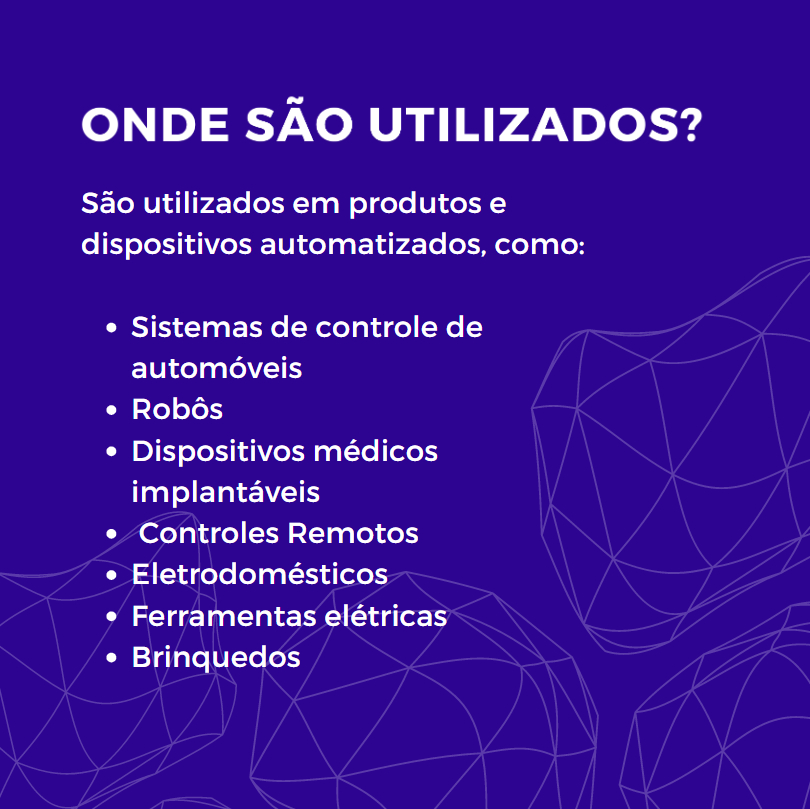 ONDE SÃO UTILIZADOS?
São utilizados em produtos e
dispositivos automatizados, como:
• Sistemas de controle de
automóveis
• Robôs
• Dispositivos médicos
implantáveis
• Controles Remotos
• Eletrodomésticos
• Ferramentas elétricas
• Brinquedos